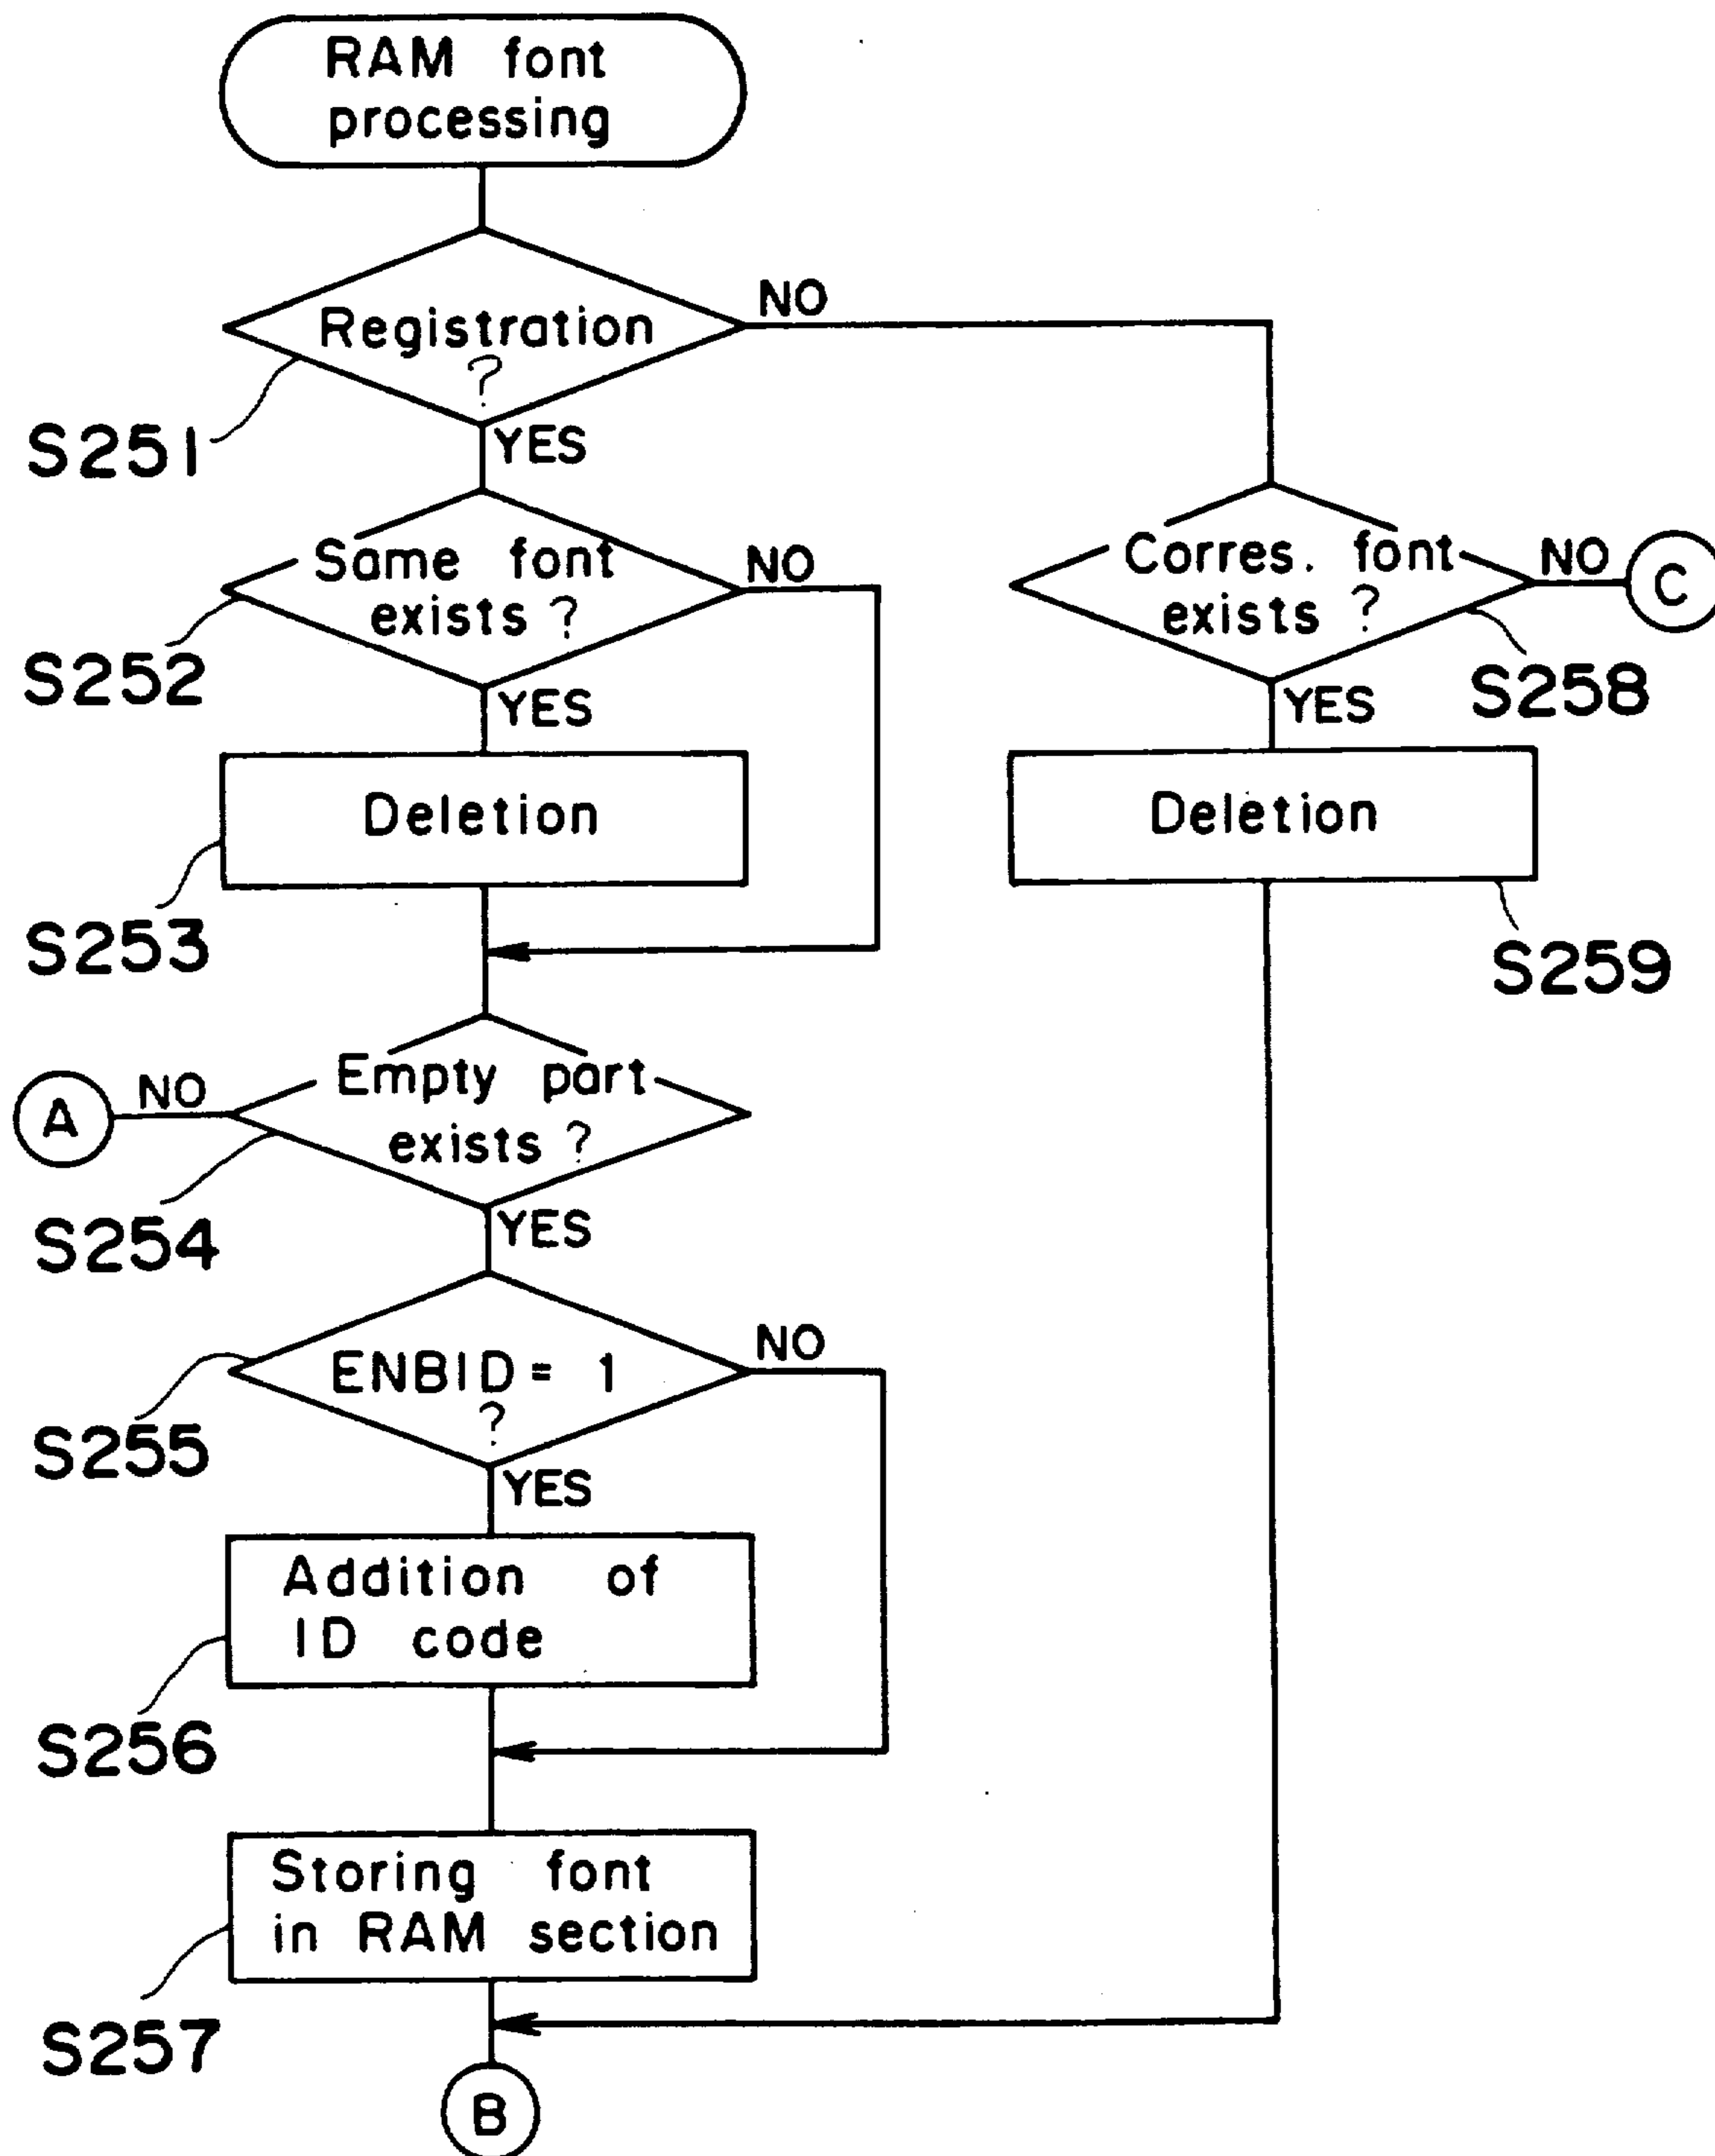 RAM font
processing
Registration
?
NO
S251
YES
Same font
exists ?
NO
S252
YES
Deletion
S253
Corres. font
exists ?
NO
C
S258
YES
Deletion
S259
Empty part
exists ?
NO
A
S254
YES
ENBID = 1
?
NO
S255
YES
Addition of
ID code
S256
Storing font
in RAM section
S257
B